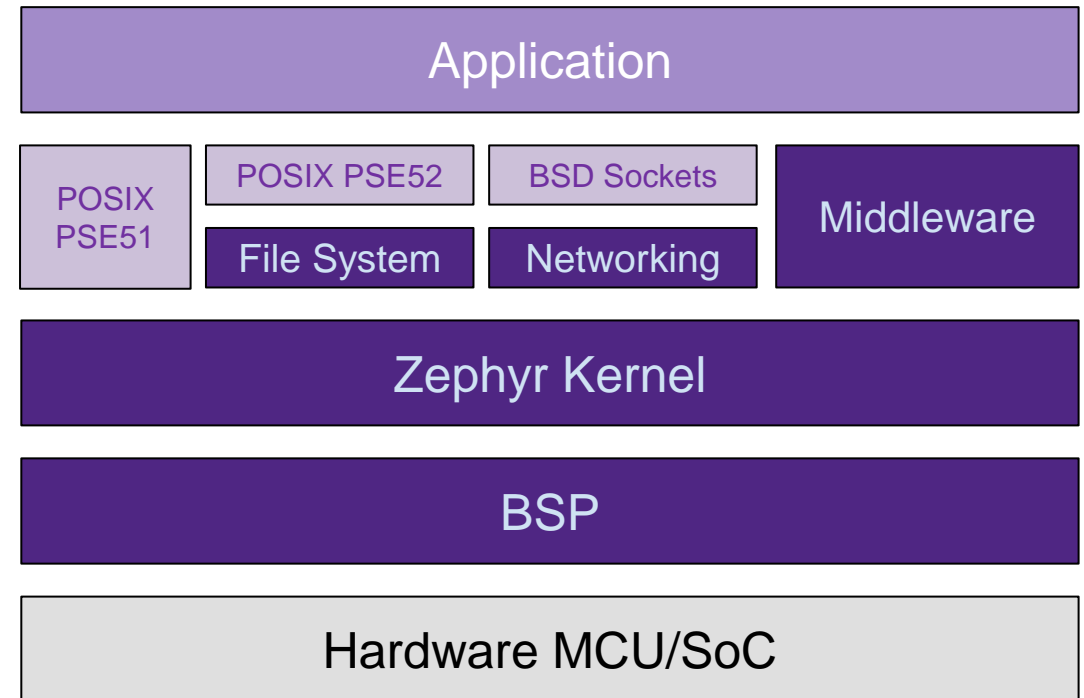 Application
POSIX
PSE51
POSIX PSE52
BSD Sockets
Middleware
File System
Networking
Zephyr Kernel
BSP
Hardware MCU/SoC